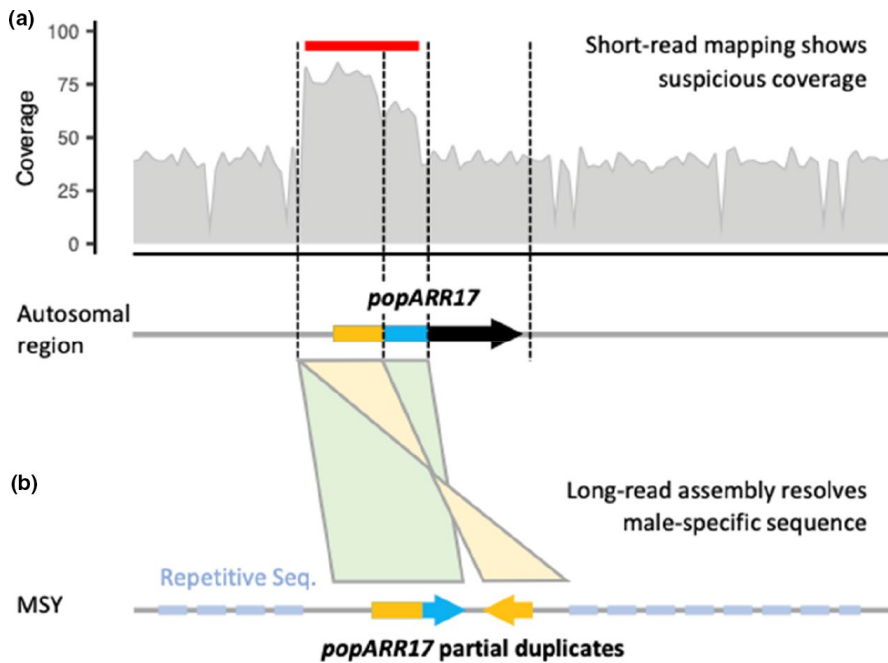 (a)
100
75
50
25
0
Coverage
Short-read mapping shows
suspicious coverage
popARR17
Autosomal
region
(b)
Long-read assembly resolves
male-specific sequence
Repetitive Seq.
MSY
popARR17 partial duplicates